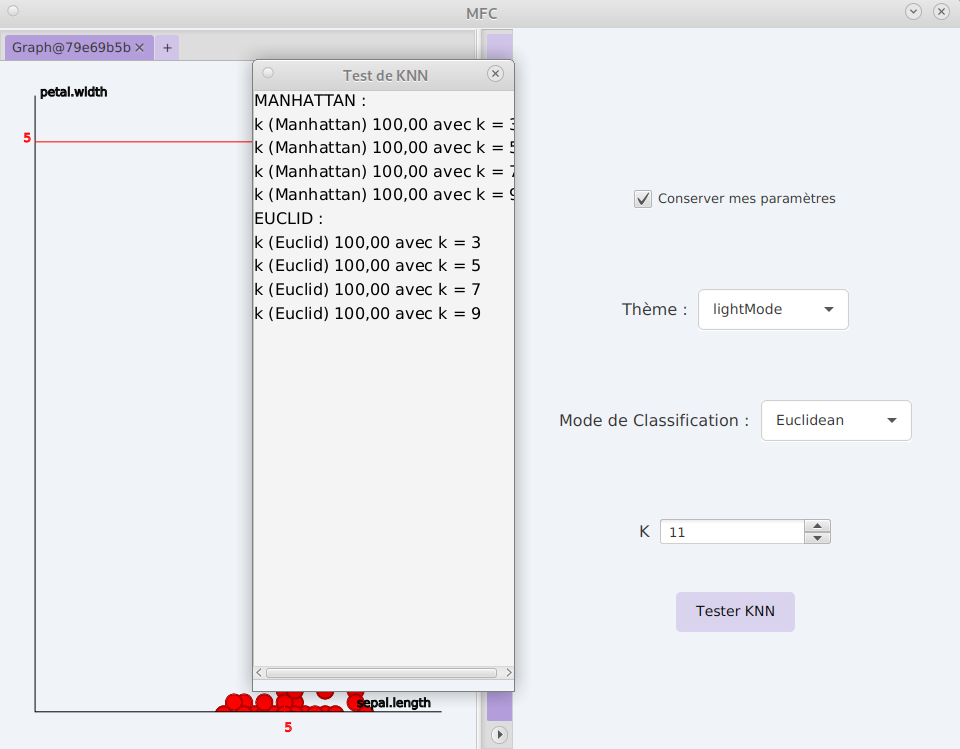 MFC
Graph@79e69b5b
+
petal.width
5
sepal.length
5
Test de KNN
MANHATTAN :
k (Manhattan) 100,00 avec k = 3
k (Manhattan) 100,00 avec k = 5
k (Manhattan) 100,00 avec k = 7
k (Manhattan) 100,00 avec k = 9
EUCLID :
k (Euclid) 100,00 avec k = 3
k (Euclid) 100,00 avec k = 5
k (Euclid) 100,00 avec k = 7
k (Euclid) 100,00 avec k = 9
Conserver mes paramètres
Thème : lightMode
Mode de Classification : Euclidean
K 11
Tester KNN